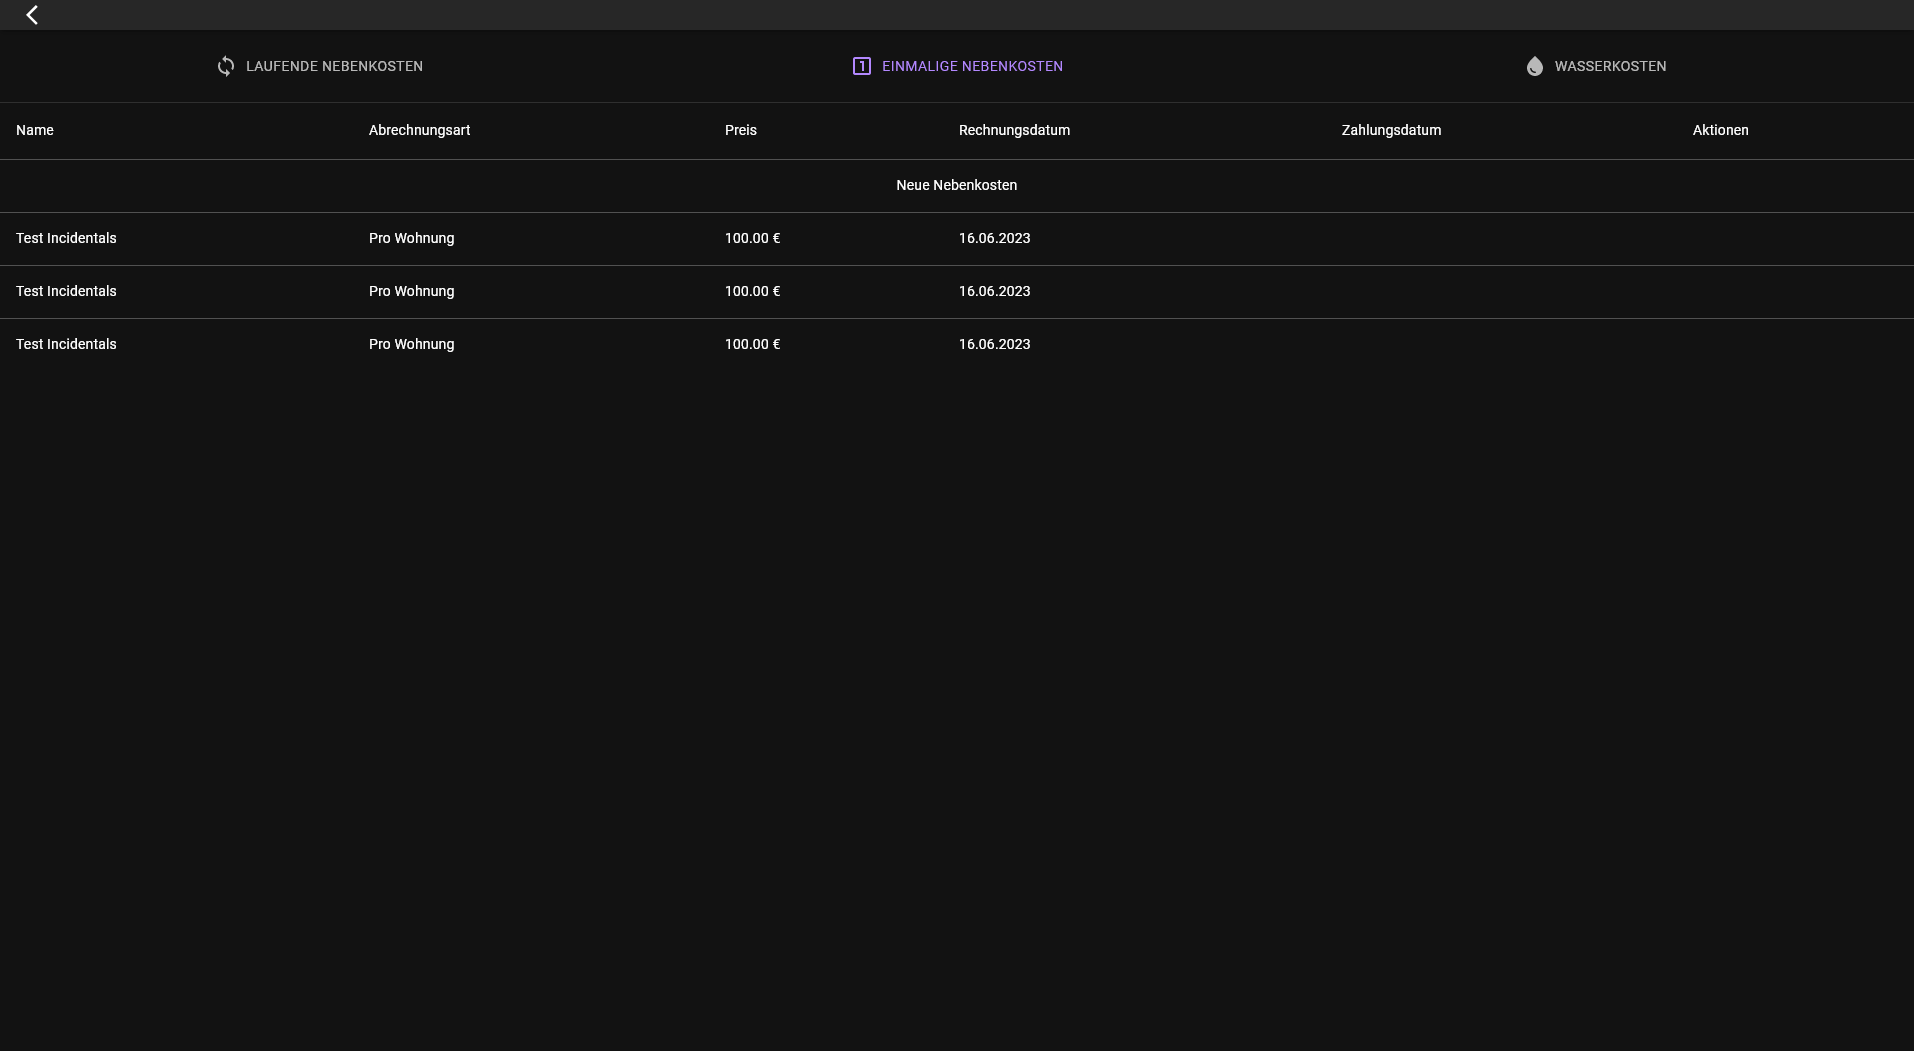 LAUFENDE NEBENKOSTEN EINMALIGE NEBENKOSTEN WASSERKOSTEN
Name Abrechnungsart Preis Rechnungsdatum Zahlungsdatum Aktionen
Neue Nebenkosten
Test Incidentals Pro Wohnung 100.00 € 16.06.2023
Test Incidentals Pro Wohnung 100.00 € 16.06.2023
Test Incidentals Pro Wohnung 100.00 € 16.06.2023